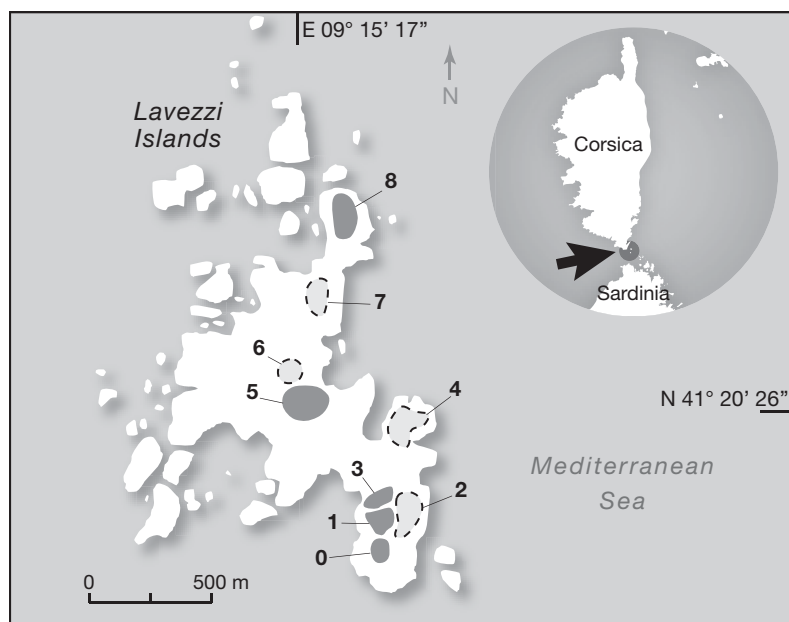 E 09° 15’ 17”
N
Lavezzi
Islands
Corsica
Sardinia
8
7
6
5
4
N 41° 20’ 26”
Mediterranean
Sea
3
2
1
0
0 500 m